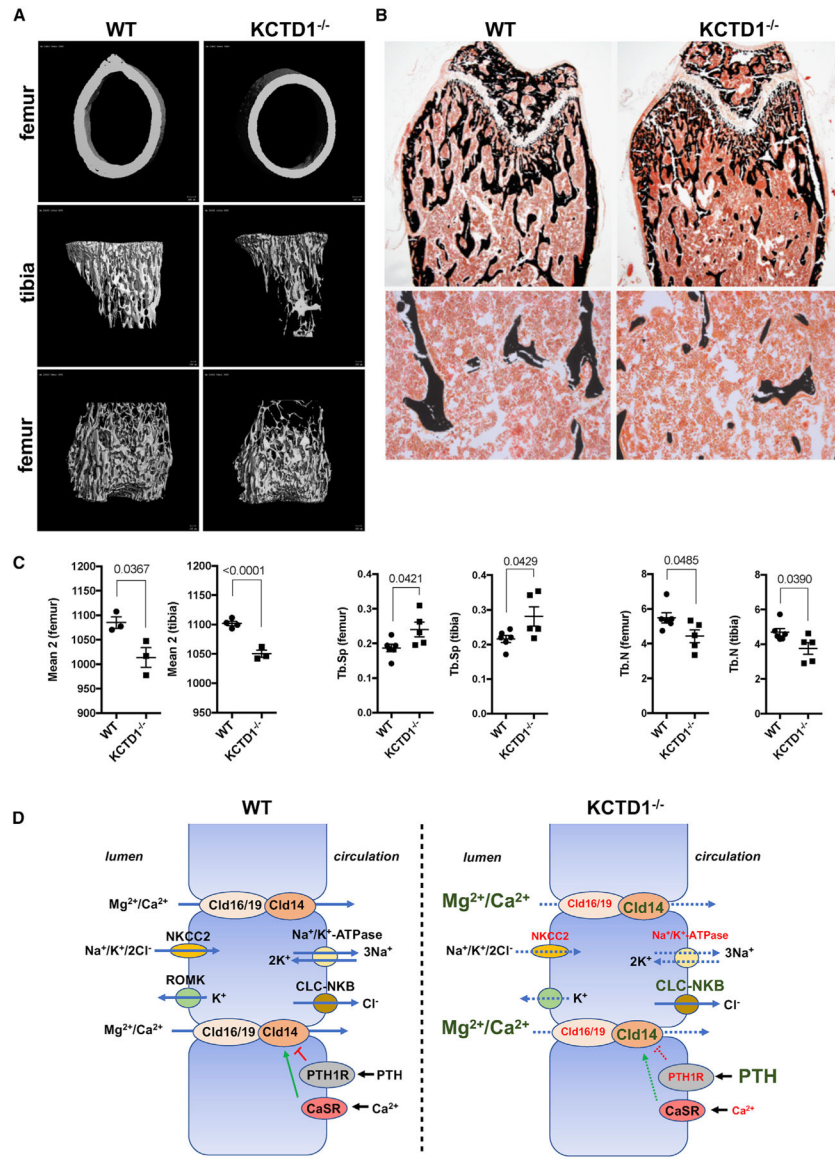 A
WT
KCTD1-/-
femur
tibia
femur
B
WT
KCTD1-/-
C
Mean 2 (femur)
1200
1150
1100
1050
1000
950
900
0.0367
WT
KCTD1-/-
Mean 2 (tibia)
1200
1150
1100
1050
1000
950
<0.0001
WT
KCTD1-/-
Tb.Sp (femur)
0.4
0.3
0.2
0.1
0.0
0.0421
WT
KCTD1-/-
Tb.Sp (tibia)
0.4
0.3
0.2
0.1
0.0
0.0429
WT
KCTD1-/-
Tb.N (femur)
8
6
4
2
0
0.0485
WT
KCTD1-/-
Tb.N (tibia)
8
6
4
2
0
0.0390
WT
KCTD1-/-
D
WT
lumen
circulation
Mg2+/Ca2+
Cld16/19
Cld14
NKCC2
Na+/K+-ATPase
Na+/K+/2Cl-
3Na+
2K+
ROMK
CLC-NKB
K+
Cl-
Mg2+/Ca2+
Cld16/19
Cld14
PTH1R
PTH
CaSR
Ca2+
KCTD1-/-
lumen
circulation
Mg2+/Ca2+
Cld16/19
Cld14
NKCC2
Na+/K+-ATPase
Na+/K+/2Cl-
3Na+
2K+
CLC-NKB
K+
Cl-
Mg2+/Ca2+
Cld16/19
Cld14
PTH1R
PTH
CaSR
Ca2+